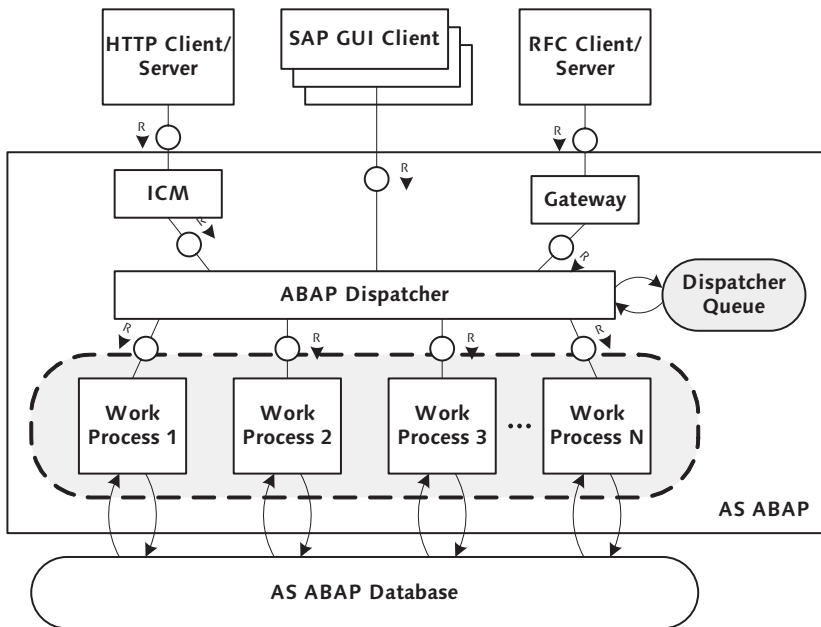 HTTP Client/
Server
SAP GUI Client
RFC Client/
Server
R
R
R
ICM
Gateway
R
R
ABAP Dispatcher
Dispatcher
Queue
R
R
R
R
Work
Process 1
Work
Process 2
Work
Process 3
...
Work
Process N
AS ABAP
AS ABAP Database